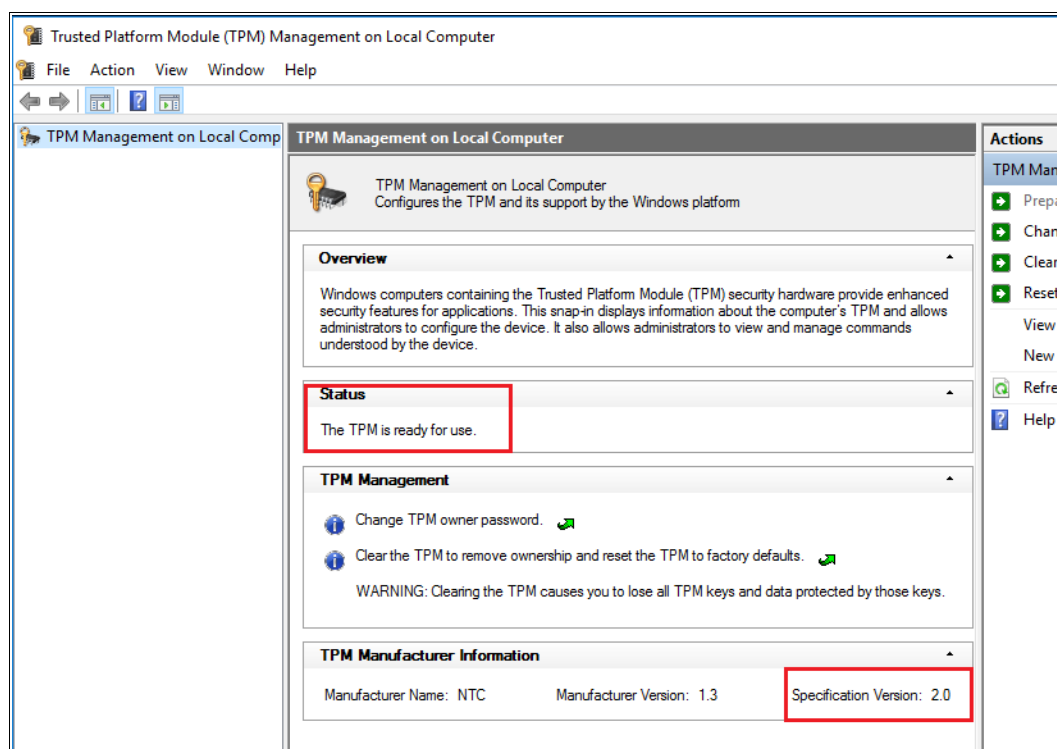 Trusted Platform Module (TPM) Management on Local Computer
File Action View Window Help
TPM Management on Local Comp
TPM Management on Local Computer
TPM Management on Local Computer
Configures the TPM and its support by the Windows platform
Overview
Windows computers containing the Trusted Platform Module (TPM) security hardware provide enhanced
security features for applications. This snap-in displays information about the computer's TPM and allows
administrators to configure the device. It also allows administrators to view and manage commands
understood by the device.
Status
The TPM is ready for use.
TPM Management
Change TPM owner password.
Clear the TPM to remove ownership and reset the TPM to factory defaults.
WARNING: Clearing the TPM causes you to lose all TPM keys and data protected by those keys.
TPM Manufacturer Information
Manufacturer Name: NTC Manufacturer Version: 1.3 Specification Version: 2.0
Actions
TPM Man
Prepa
Chan
Clear
Reset
View
New
Refre
Help